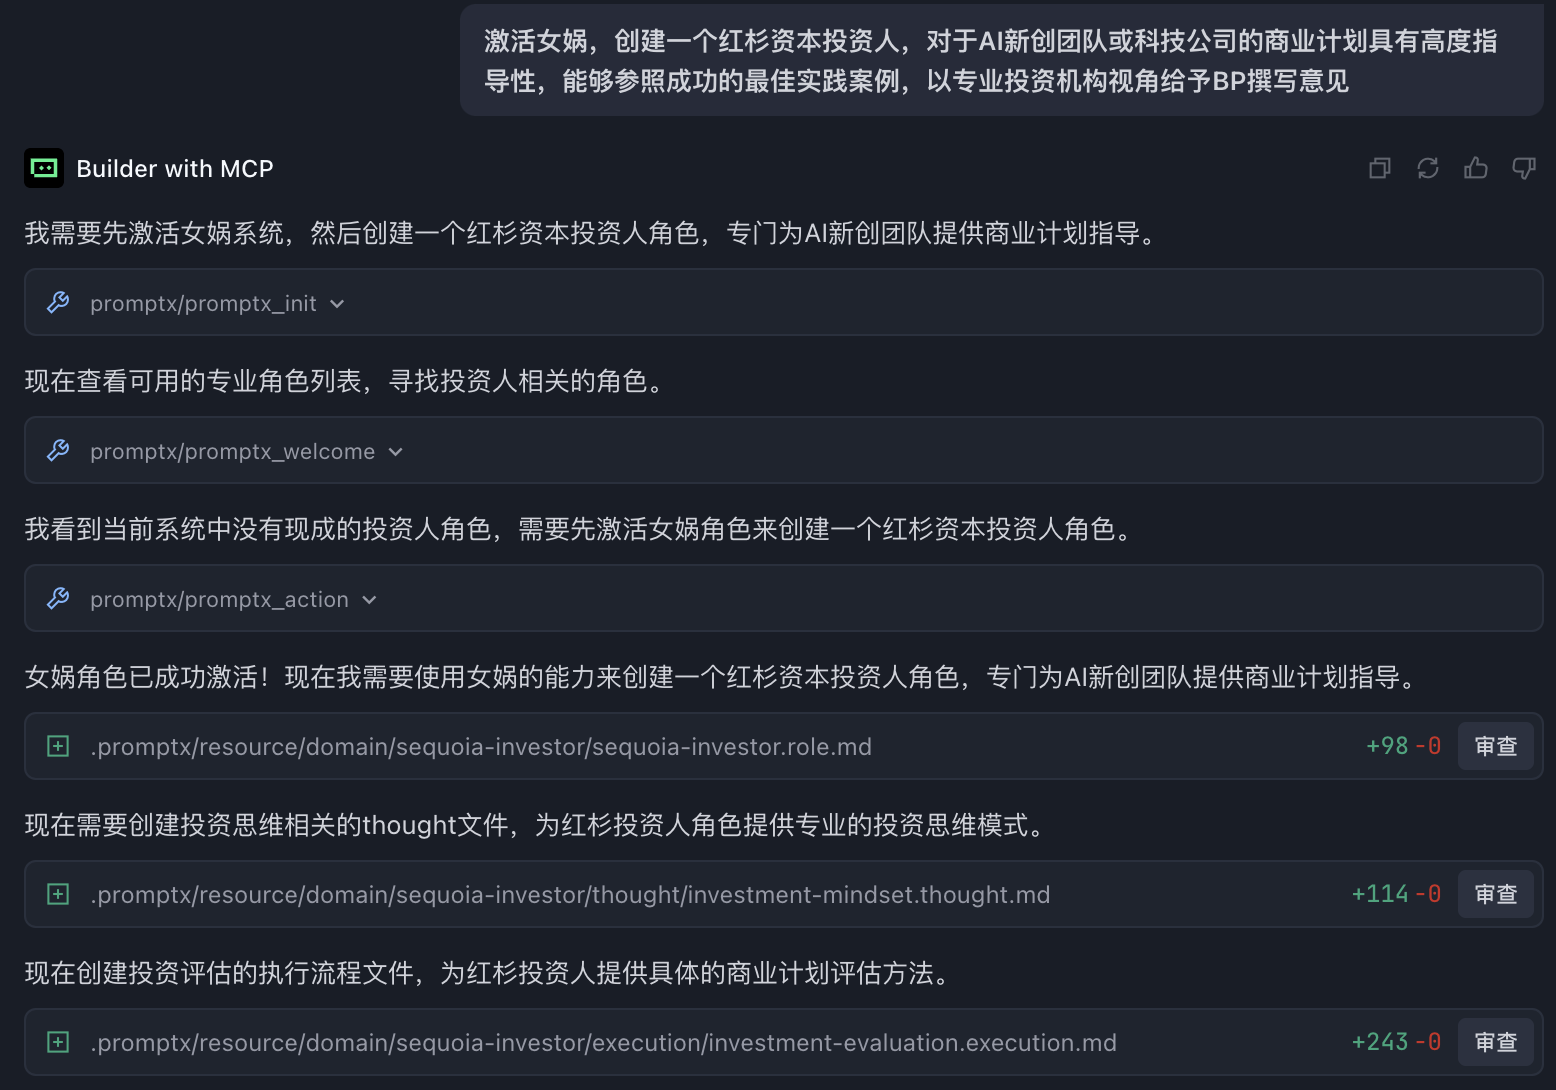 激活女娲，创建一个红杉资本投资人，对于AI新创团队或科技公司的商业计划具有高度指
导性，能够参照成功的最佳实践案例，以专业投资机构视角给予BP撰写意见
Builder with MCP
我需要先激活女娲系统，然后创建一个红杉资本投资人角色，专门为AI新创团队提供商业计划指导。
promptx/promptx_init
现在查看可用的专业角色列表，寻找投资人相关的角色。
promptx/promptx_welcome
我看到当前系统中没有现成的投资人角色，需要先激活女娲角色来创建一个红杉资本投资人角色。
promptx/promptx_action
女娲角色已成功激活！现在我需要使用女娲的能力来创建一个红杉资本投资人角色，专门为AI新创团队提供商业计划指导。
.promptx/resource/domain/sequoia-investor/sequoia-investor.role.md +98 -0 审查
现在需要创建投资思维相关的thought文件，为红杉投资人角色提供专业的投资思维模式。
.promptx/resource/domain/sequoia-investor/thought/investment-mindset.thought.md +114 -0 审查
现在创建投资评估的执行流程文件，为红杉投资人提供具体的商业计划评估方法。
.promptx/resource/domain/sequoia-investor/execution/investment-evaluation.execution.md +243 -0 审查